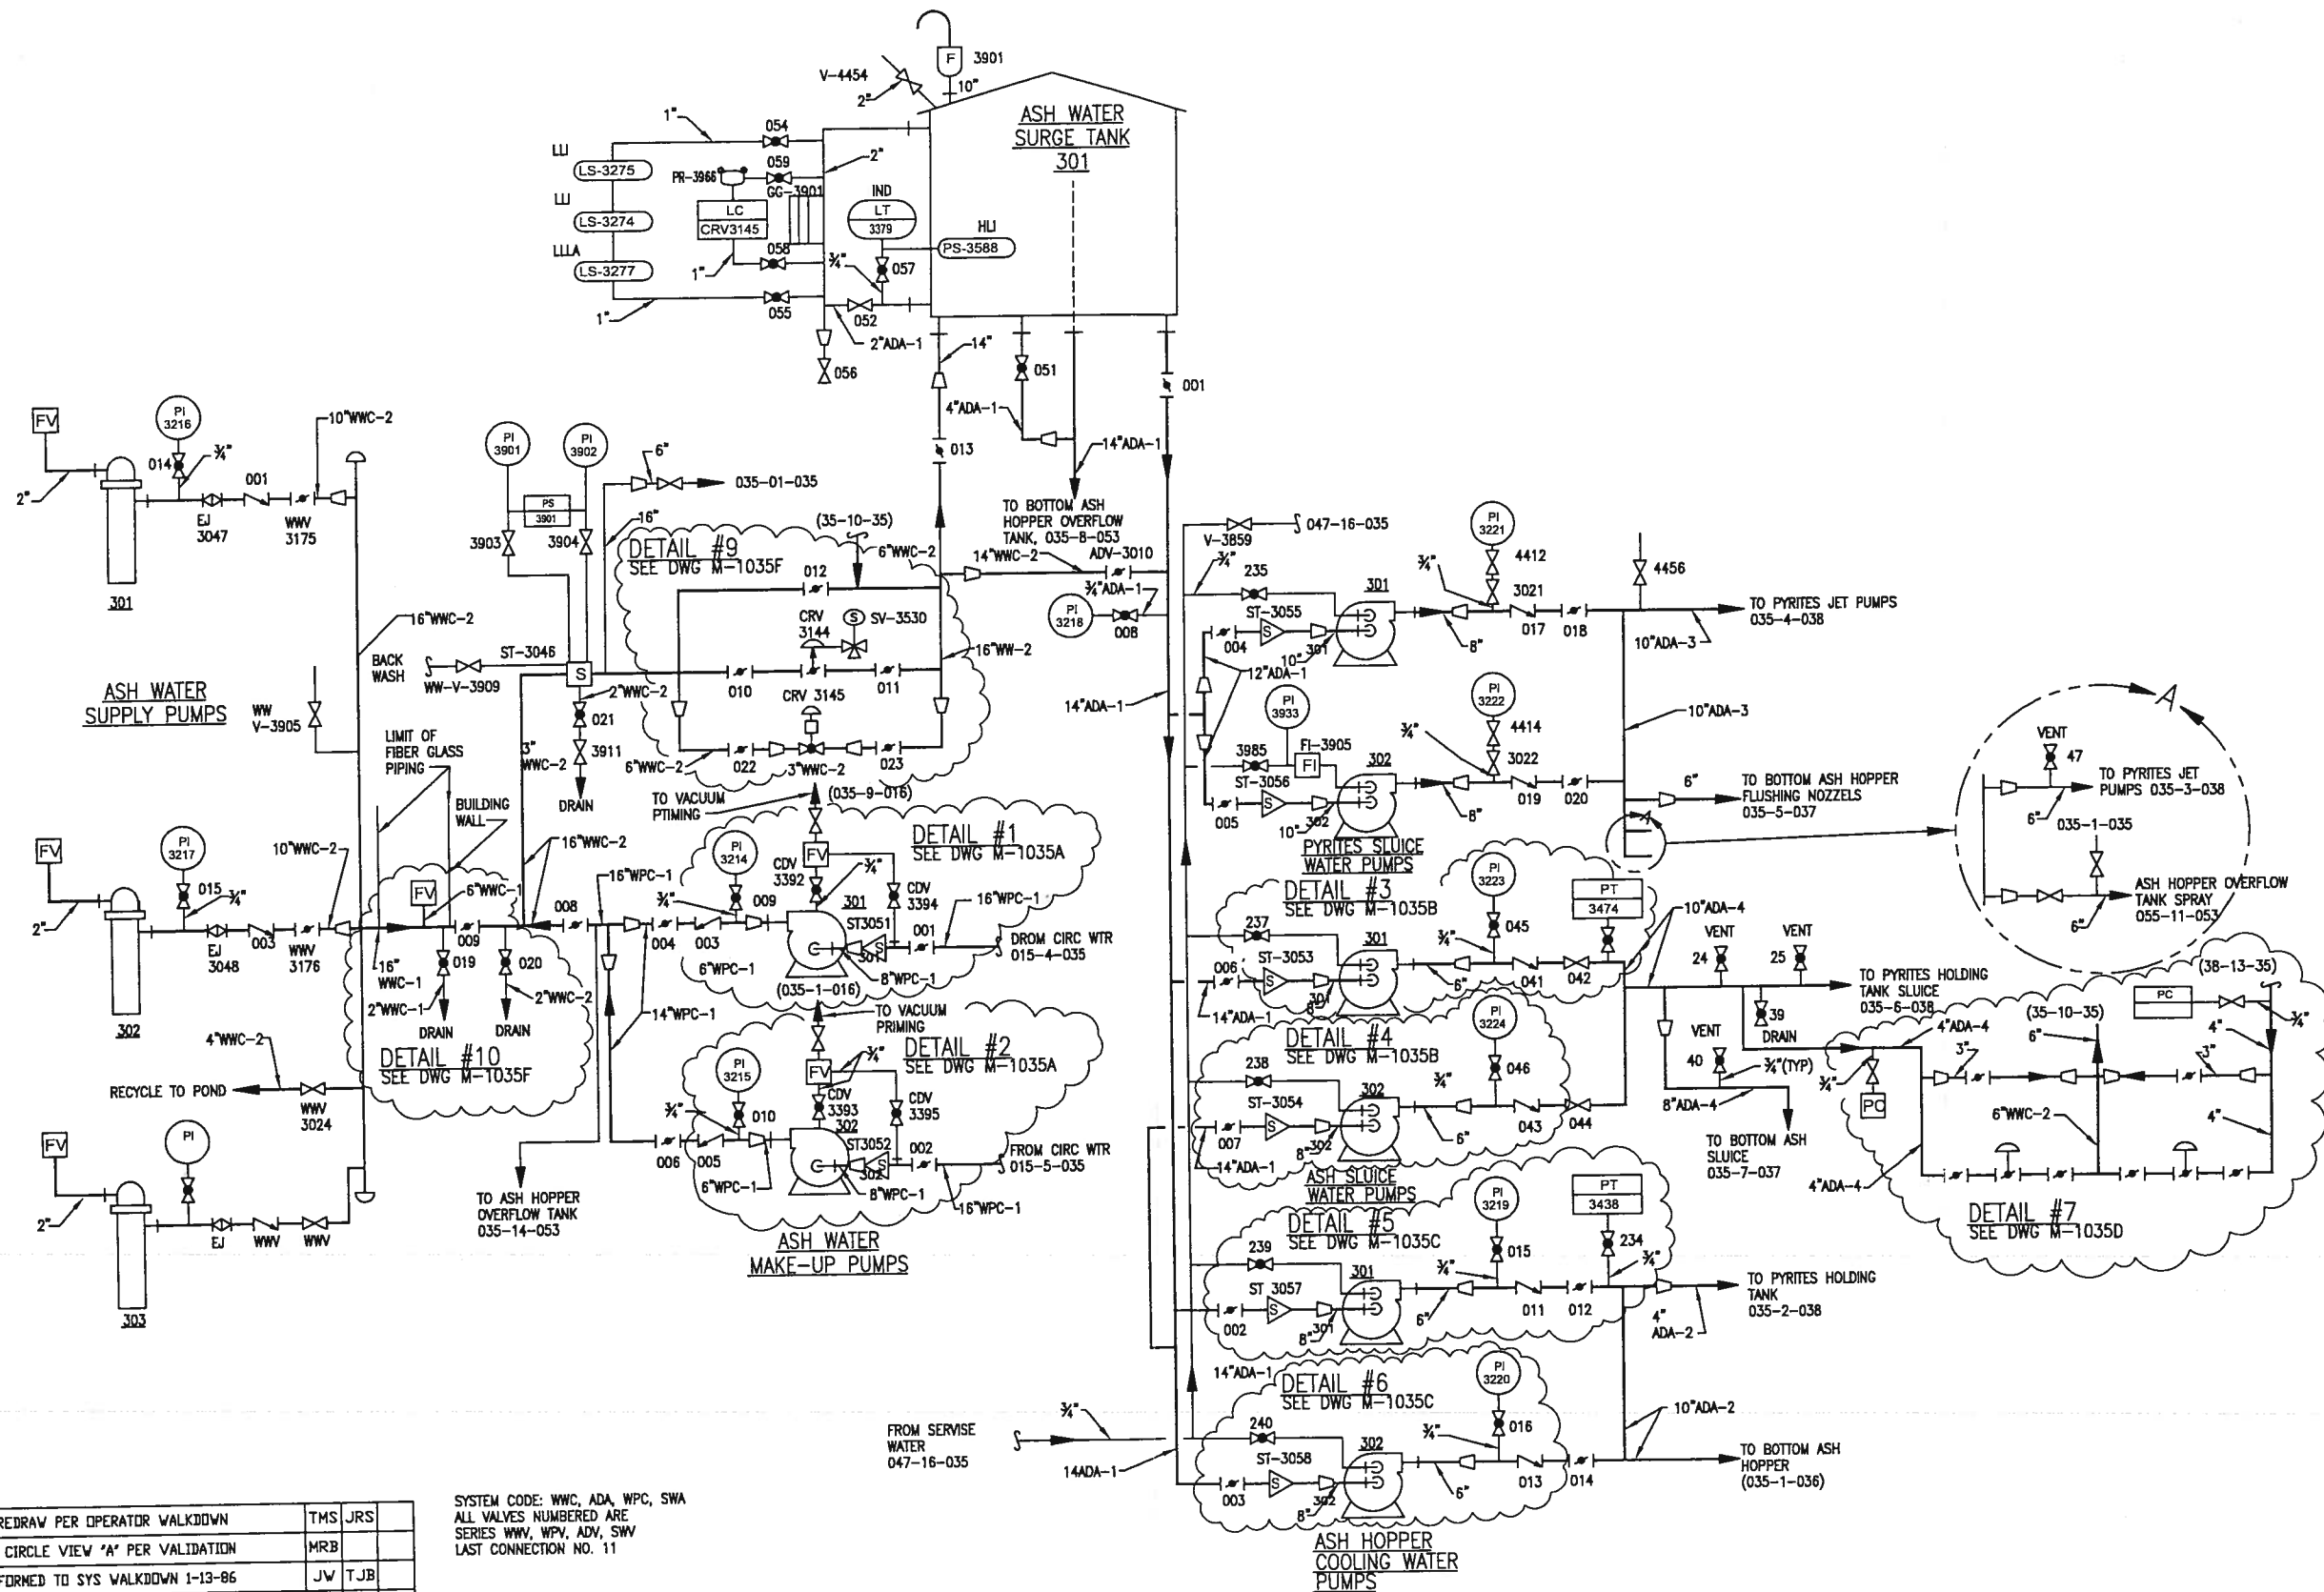 F 3901
V-4454
10"
2"
ASH WATER
SURGE TANK
301
1"
054
LLI
LS-3275
059
2"
PR-3966
GG-3901
IND
LLI
LS-3274
LC
CRV3145
LT
3379
HLI
PS-3588
LLLA
LS-3277
058
1"
3/4"
057
1"
055
052
2"ADA-1
14"
056
051
001
4"ADA-1
14"ADA-1
013
FV
PI
3216
10"WWC-2
014
3/4"
2"
001
EJ
3047
WWV
3175
301
PI
3901
PI
3902
6"
035-01-035
PS
3901
16"
3903
3904
TO BOTTOM ASH
HOPPER OVERFLOW
TANK, 035-8-053
(35-10-35)
DETAIL #9
SEE DWG M-1035F
6"WWC-2
14"WWC-2
ADV-3010
012
3/4"ADA-1
PI
3218
008
CRV
3144
S SV-3530
16"WWC-2
BACK
WASH
ST-3046
WW-V-3909
S
16"WW-2
2"WWC-2
010
011
CRV 3145
021
3"
WWC-2
3911
DRAIN
6"WWC-2
022
3"WWC-2
023
14"ADA-1
ASH WATER
SUPPLY PUMPS
WW
V-3905
LIMIT OF
FIBER GLASS
PIPING
BUILDING
WALL
TO VACUUM
PTIMING
(035-9-016)
DETAIL #1
SEE DWG M-1035A
FV
PI
3217
10"WWC-2
015
3/4"
2"
EJ
3048
003
WWV
3176
302
FV
6"WWC-1
16"WWC-2
009
008
16"WPC-1
16"
WWC-1
019
020
2"WWC-1
2"WWC-2
DRAIN
DRAIN
DETAIL #10
SEE DWG M-1035F
PI
3214
3/4"
009
CDV
3392
FV
3/4"
CDV
3394
301
ST3051
16"WPC-1
004
003
001
6"WPC-1
C
301
S
8"WPC-1
DROM CIRC WTR
015-4-035
14"WPC-1
(035-1-016)
TO VACUUM
PRIMING
DETAIL #2
SEE DWG M-1035A
PI
3215
3/4"
010
FV
3/4"
CDV
3393
302
CDV
3395
ST3052
002
006
005
6"WPC-1
C
302
S
8"WPC-1
16"WPC-1
FROM CIRC WTR
015-5-035
4"WWC-2
RECYCLE TO POND
WWV
3024
FV
PI
2"
EJ
WWV
WWV
303
TO ASH HOPPER
OVERFLOW TANK
035-14-053
ASH WATER
MAKE-UP PUMPS
V-3859
047-16-035
3/4"
235
301
ST-3055
S
004
10"
301
12"ADA-1
PI
3221
3/4"
4412
3021
8"
017
018
4456
TO PYRITES JET PUMPS
035-4-038
10"ADA-3
PI
3933
3985
FI-3905
FI
302
ST-3056
S
005
10"
302
PI
3222
3/4"
4414
3022
8"
019
020
10"ADA-3
6"
TO BOTTOM ASH HOPPER
FLUSHING NOZZELS
035-5-037
A
PYRITES SLUICE
WATER PUMPS
A
VENT
47
TO PYRITES JET
PUMPS 035-3-038
6"
035-1-035
6"
ASH HOPPER OVERFLOW
TANK SPRAY
055-11-053
DETAIL #3
SEE DWG M-1035B
PI
3223
PT
3474
237
ST-3053
301
S
006
14"ADA-1
8"
301
3/4"
045
6"
041
042
10"ADA-4
VENT
24
VENT
25
TO PYRITES HOLDING
TANK SLUICE
035-6-038
39
DRAIN
VENT
40
3/4"(TYP)
8"ADA-4
TO BOTTOM ASH
SLUICE
035-7-037
DETAIL #4
SEE DWG M-1035B
PI
3224
238
ST-3054
302
S
007
14"ADA-1
8"
302
3/4"
046
6"
043
044
ASH SLUICE
WATER PUMPS
(38-13-35)
PC
(35-10-35)
3/4"
4"ADA-4
6"
4"
3"
3"
3/4"
PC
6"WWC-2
4"
4"ADA-4
DETAIL #7
SEE DWG M-1035D
DETAIL #5
SEE DWG M-1035C
PI
3219
PT
3438
239
ST 3057
301
S
002
8"
301
3/4"
015
6"
011
012
234
3/4"
4"
ADA-2
TO PYRITES HOLDING
TANK
035-2-038
14"ADA-1
DETAIL #6
SEE DWG M-1035C
PI
3220
240
ST-3058
302
S
003
8"
302
3/4"
016
6"
013
014
10"ADA-2
TO BOTTOM ASH
HOPPER
(035-1-036)
FROM SERVISE
WATER
047-16-035
3/4"
14ADA-1
ASH HOPPER
COOLING WATER
PUMPS
REDRAW PER OPERATOR WALKDOWN TMS JRS
CIRCLE VIEW "A" PER VALIDATION MRB
FORMED TO SYS WALKDOWN 1-13-86 JW TJB
SYSTEM CODE: WWC, ADA, WPC, SWA
ALL VALVES NUMBERED ARE
SERIES WWV, WPV, ADV, SWV
LAST CONNECTION NO. 11